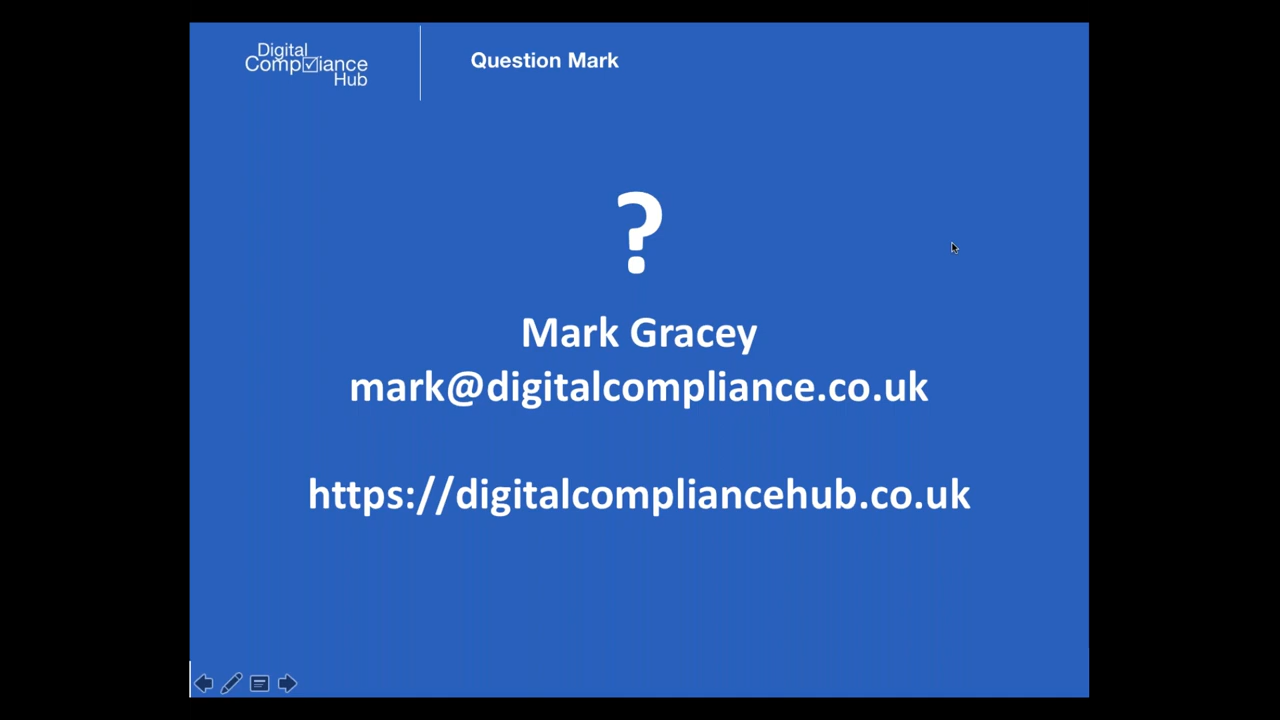 Digital
Compliance
Hub
Question Mark
?
Mark Gracey
mark@digitalcompliance.co.uk
https://digitalcompliancehub.co.uk